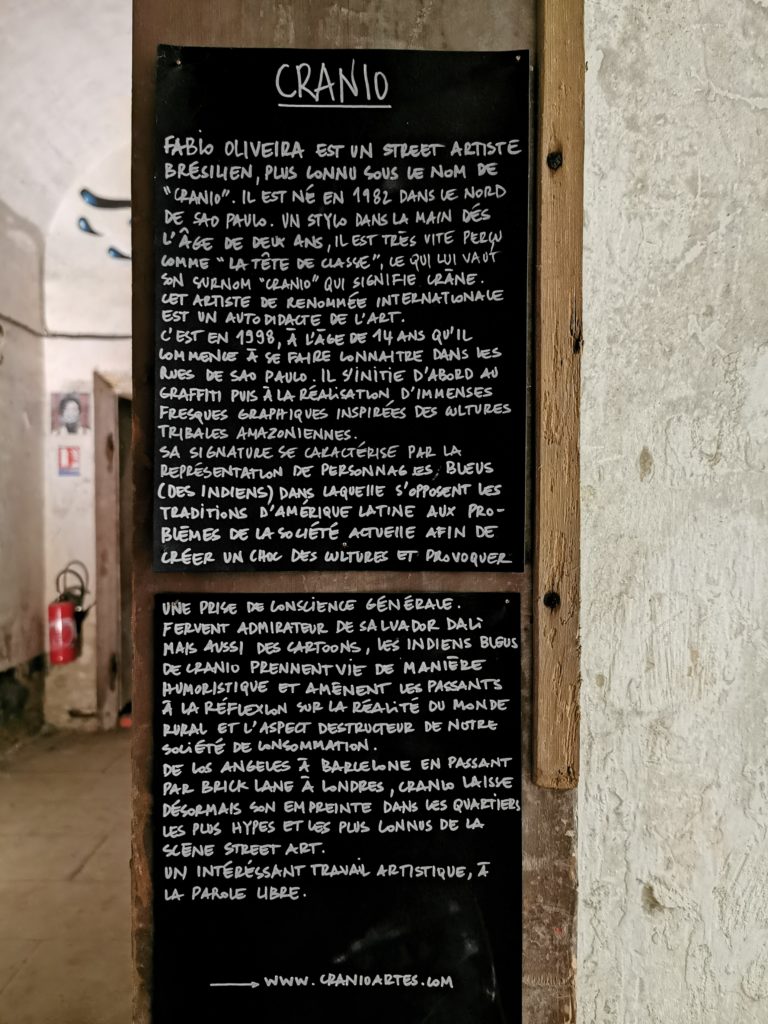 CRANIO
FABIO OLIVEIRA EST UN STREET ARTISTE
BRÉSILIEN, PLUS CONNU SOUS LE NOM DE
"CRANIO". IL EST NÉ EN 1982 DANS LE NORD
DE SAO PAULO. UN STYLO DANS LA MAIN DÉS
L'ÂGE DE DEUX ANS, IL EST TRÈS VITE PERÇU
COMME "LA TÊTE DE CLASSE", CE QUI LUI VAUT
SON SURNOM "CRANIO" QUI SIGNIFIE CRÂNE.
CET ARTISTE DE RENOMMÉE INTERNATIONALE
EST UN AUTODIDACTE DE L'ART.
C'EST EN 1998, À L'ÂGE DE 14 ANS QU'IL
COMMENCE À SE FAIRE CONNAITRE DANS LES
RUES DE SAO PAULO. IL S'INITIE D'ABORD AU
GRAFFITI PUIS À LA RÉALISATION D'IMMENSES
FRESQUES GRAPHIQUES INSPIRÉES DES CULTURES
TRIBALES AMAZONIENNES.
SA SIGNATURE SE CARACTÉRISE PAR LA
REPRÉSENTATION DE PERSONNAGES BLEUS
(DES INDIENS) DANS LAQUELLE S'OPPOSENT LES
TRADITIONS D'AMÉRIQUE LATINE AUX PRO-
BLÈMES DE LA SOCIÉTÉ ACTUELLE AFIN DE
CRÉER UN CHOC DES CULTURES ET PROVOQUER
UNE PRISE DE CONSCIENCE GÉNÉRALE.
FERVENT ADMIRATEUR DE SALVADOR DALI
MAIS AUSSI DES CARTOONS, LES INDIENS BLEUS
DE CRANIO PRENNENT VIE DE MANIÈRE
HUMORISTIQUE ET AMÈNENT LES PASSANTS
À LA RÉFLEXION SUR LA RÉALITÉ DU MONDE
RURAL ET L'ASPECT DESTRUCTEUR DE NOTRE
SOCIÉTÉ DE CONSOMMATION.
DE LOS ANGELES À BARCELONE EN PASSANT
PAR BRICK LANE À LONDRES, CRANIO LAISSE
DÉSORMAIS SON EMPREINTE DANS LES QUARTIERS
LES PLUS HYPES ET LES PLUS CONNUS DE LA
SCÈNE STREET ART.
UN INTÉRÉSSANT TRAVAIL ARTISTIQUE, À
LA PAROLE LIBRE.
WWW.CRANIOARTES.COM